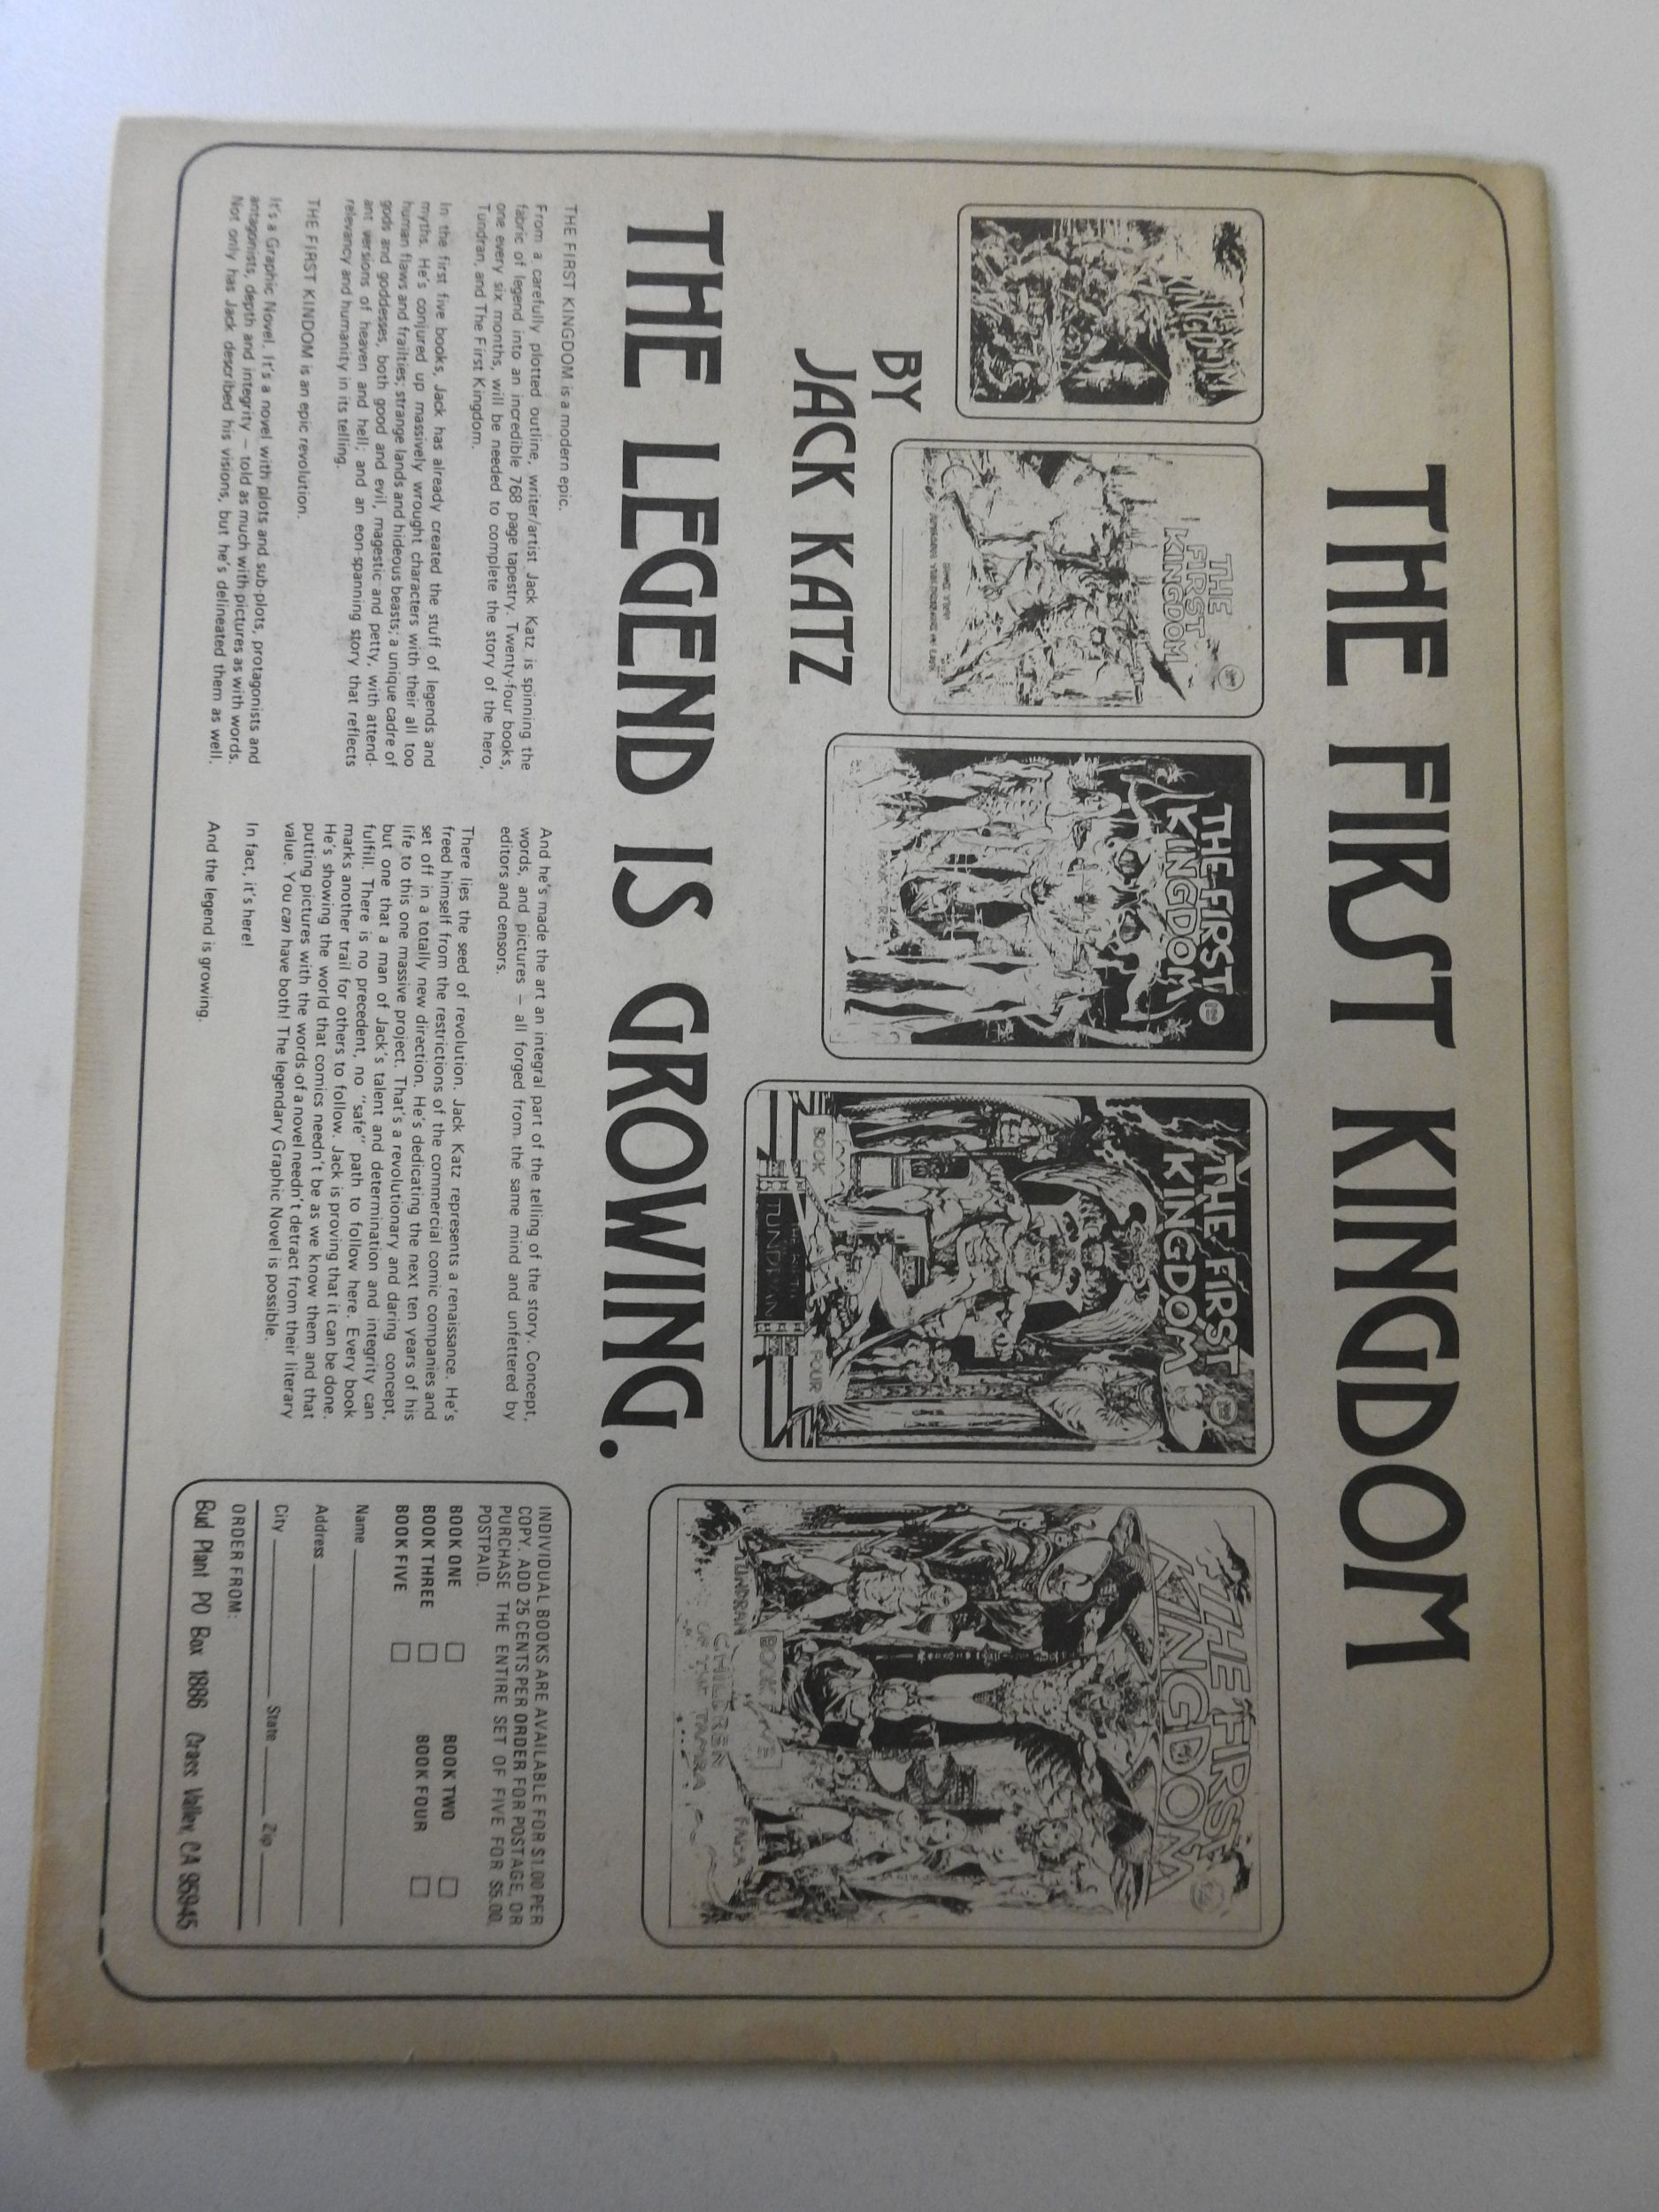 THE FIRST KINGDOM
THE FIRST
KINGDOM
THE
FIRST
KINGDOM
THE FIRST
KINGDOM
THE FIRST
KINGDOM
BOOK FOUR
TUNDRAN
THE FIRST
KINGDOM
TUNDRAN
BOOK FIVE
FARA
CHILDREN
OF THE TAMRA
BY
JACK KATZ
THE LEGEND IS GROWING.
THE FIRST KINGDOM is a modern epic.
From a carefully plotted outline, writer/artist Jack Katz is spinning the
fabric of legend into an incredible 768 page tapestry. Twenty-four books,
one every six months, will be needed to complete the story of the hero,
Tundran, and The First Kingdom.
In the first five books, Jack has already created the stuff of legends and
myths. He's conjured up massively wrought characters with their all too
human flaws and frailties; strange lands and hideous beasts; a unique cadre of
gods and goddesses, both good and evil, magestic and petty, with attend-
ant versions of heaven and hell; and an eon-spanning story that reflects
relevancy and humanity in its telling.
THE FIRST KINDOM is an epic revolution.
It's a Graphic Novel. It's a novel with plots and sub-plots, protagonists and
antagonists, depth and integrity — told as much with pictures as with words.
Not only has Jack described his visions, but he's delineated them as well.
And he's made the art an integral part of the telling of the story. Concept,
words, and pictures — all forged from the same mind and unfettered by
editors and censors.
There lies the seed of revolution. Jack Katz represents a renaissance. He's
freed himself from the restrictions of the commercial comic companies and
set off in a totally new direction. He's dedicating the next ten years of his
life to this one massive project. That's a revolutionary and daring concept,
but one that a man of Jack's talent and determination and integrity can
fulfill. There is no precedent, no "safe" path to follow here. Every book
marks another trail for others to follow. Jack is proving that it can be done.
He's showing the world that comics needn't be as we know them and that
putting pictures with the words of a novel needn't detract from their literary
value. You can have both! The legendary Graphic Novel is possible.
In fact, it's here!
And the legend is growing.
INDIVIDUAL BOOKS ARE AVAILABLE FOR $1.00 PER
COPY. ADD 25 CENTS PER ORDER FOR POSTAGE, OR
PURCHASE THE ENTIRE SET OF FIVE FOR $5.00,
POSTPAID.
BOOK ONE BOOK TWO
BOOK THREE BOOK FOUR
BOOK FIVE
Name
Address
City State Zip
ORDER FROM:
Bud Plant PO Box 1886 Grass Valley, CA 95945